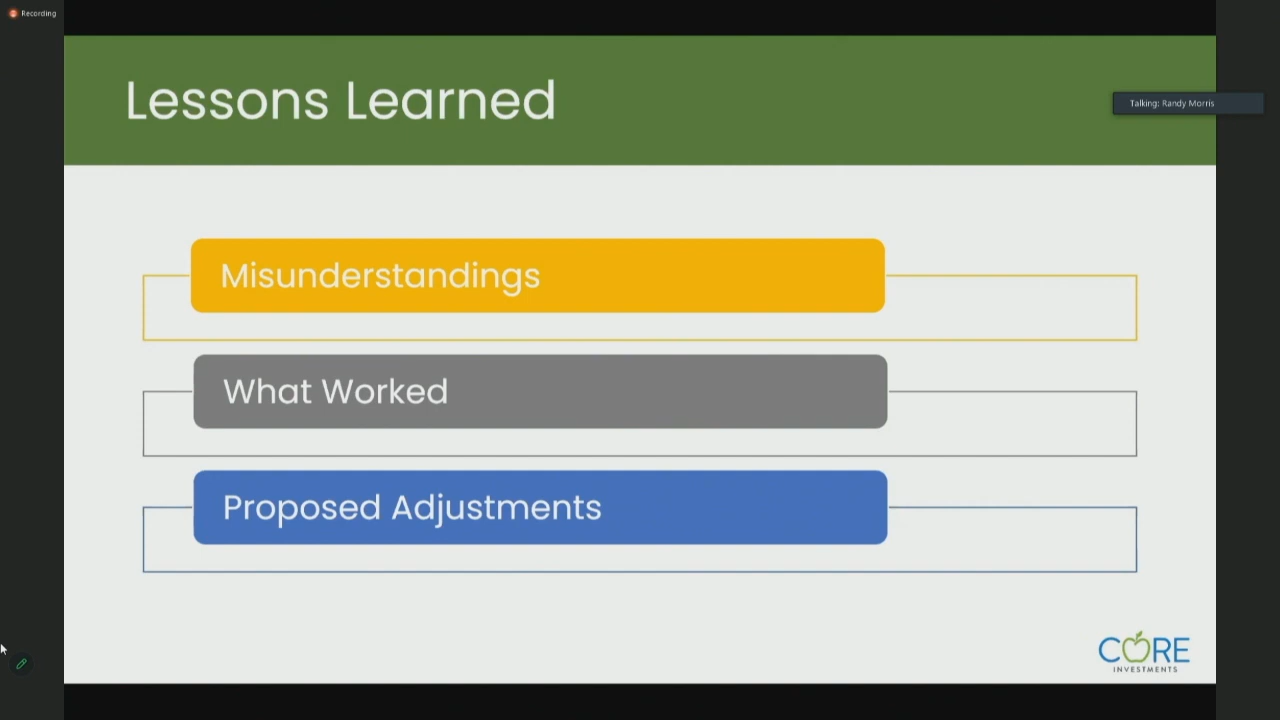 Recording
Lessons Learned
Talking: Randy Morris
Misunderstandings
What Worked
Proposed Adjustments
CORE
INVESTMENTS